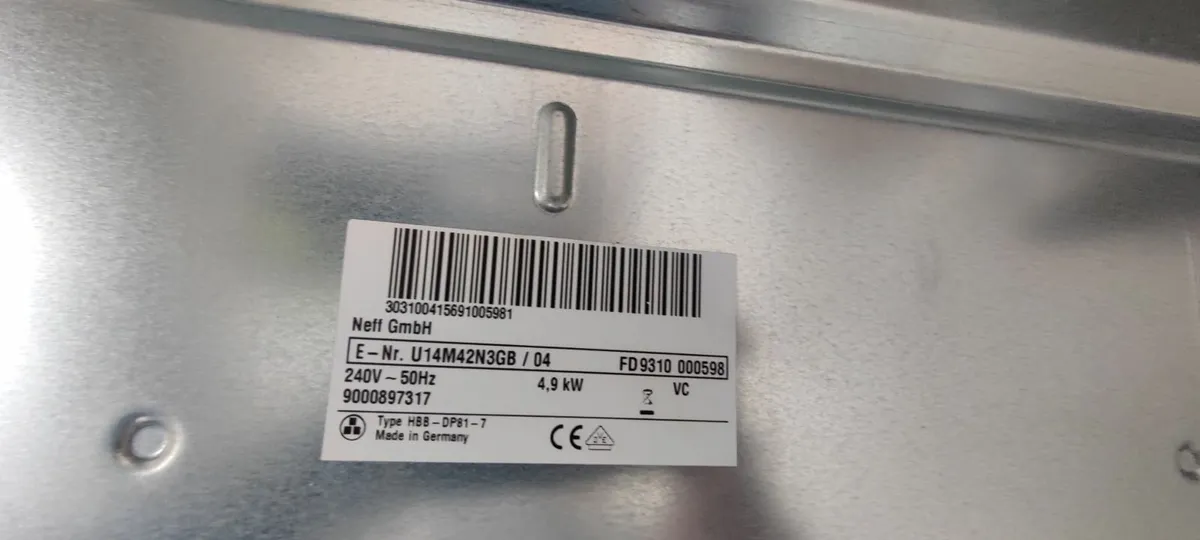 303100415691005981
Neff GmbH
E-Nr. U14M42N3GB / 04 FD 9310 000598
240V ~ 50Hz 4,9 kW VC
9000897317
Type HBB-DP81-7
Made in Germany
CE